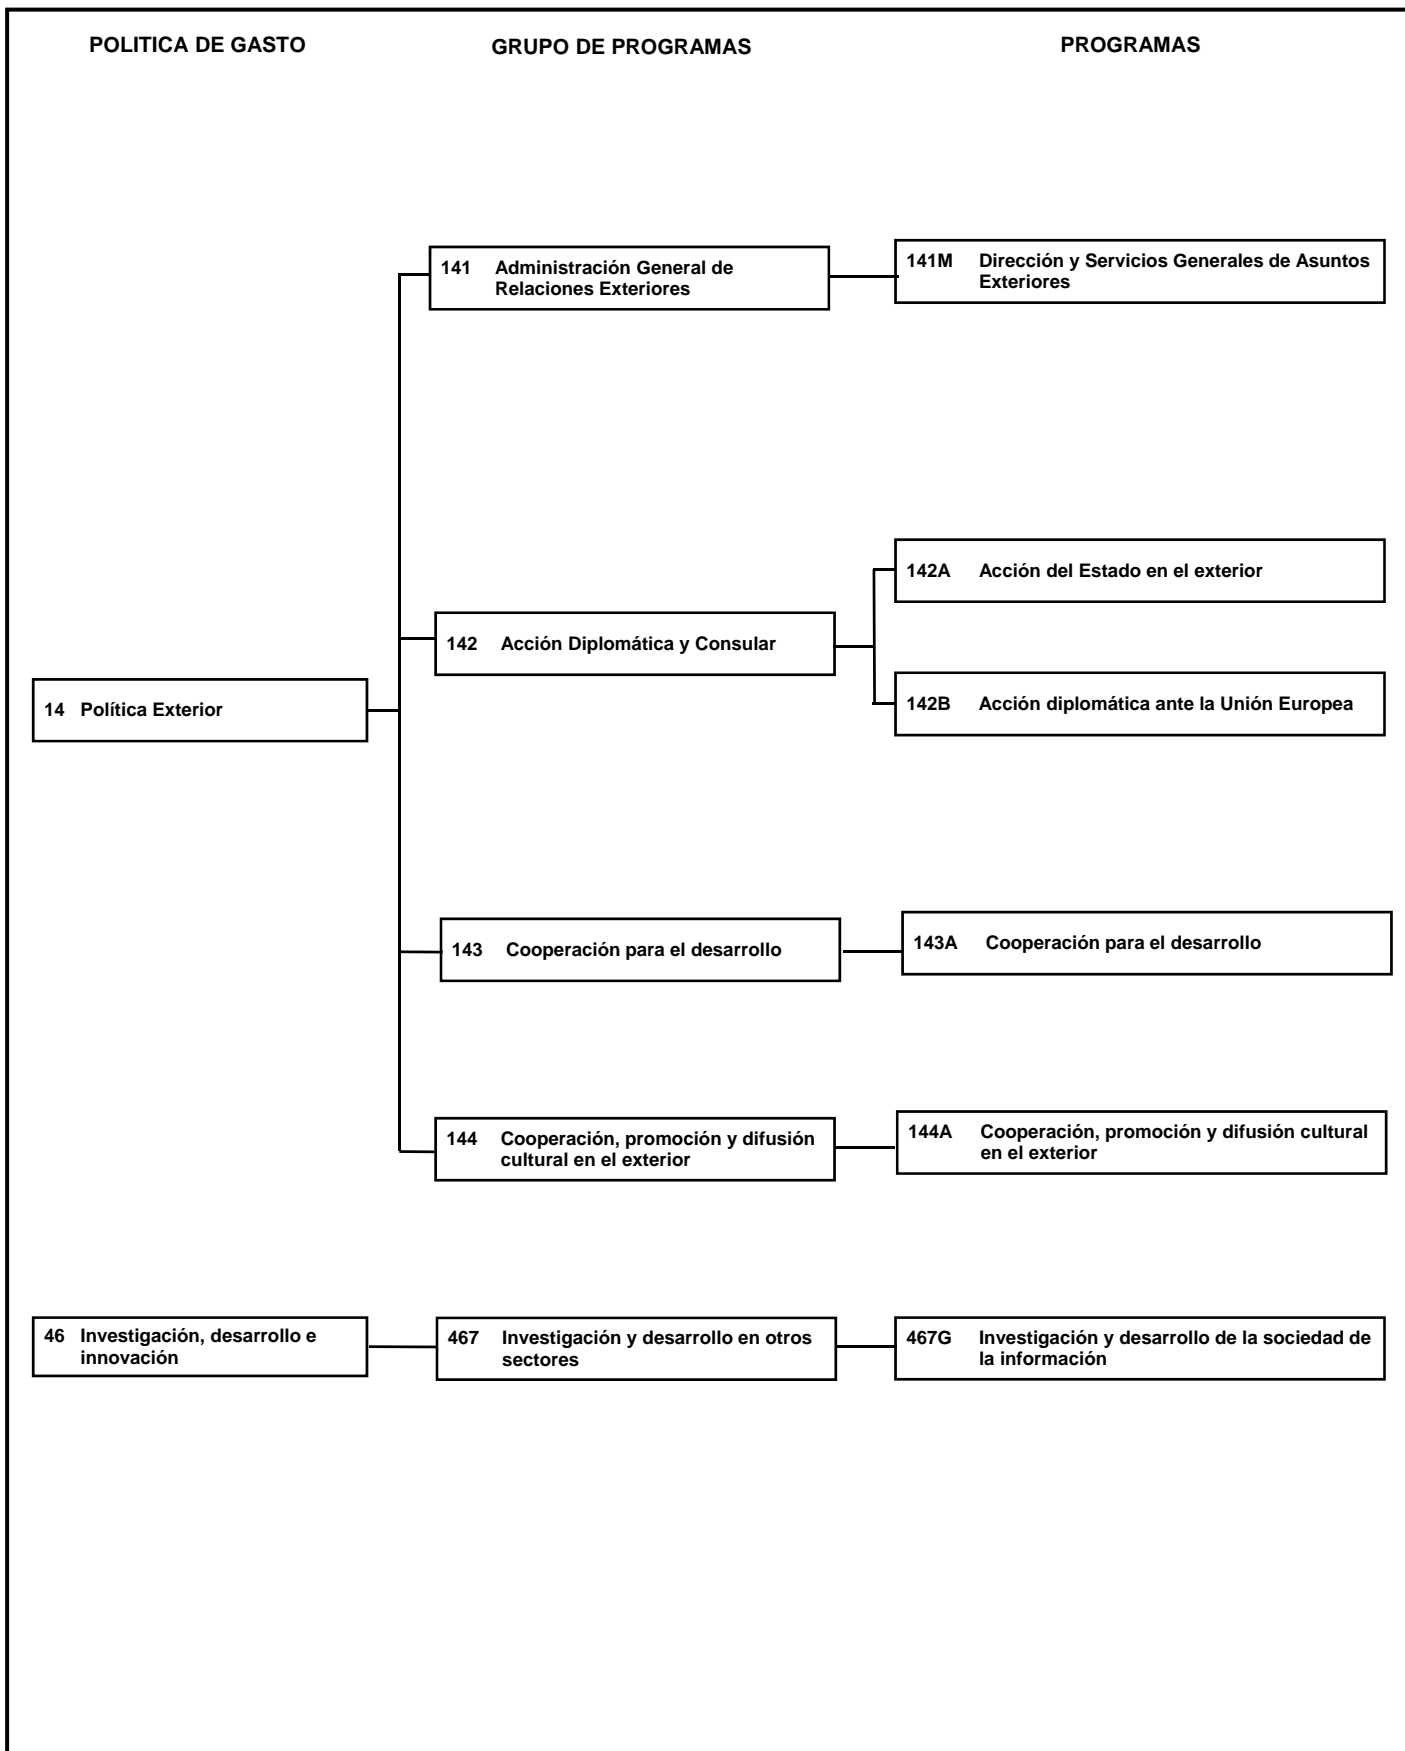 POLITICA DE GASTO
GRUPO DE PROGRAMAS
PROGRAMAS
141 Administración General de
Relaciones Exteriores
141M Dirección y Servicios Generales de Asuntos
Exteriores
142A Acción del Estado en el exterior
142 Acción Diplomática y Consular
14 Política Exterior
142B Acción diplomática ante la Unión Europea
143 Cooperación para el desarrollo
143A Cooperación para el desarrollo
144 Cooperación, promoción y difusión
cultural en el exterior
144A Cooperación, promoción y difusión cultural
en el exterior
46 Investigación, desarrollo e
innovación
467 Investigación y desarrollo en otros
sectores
467G Investigación y desarrollo de la sociedad de
la información